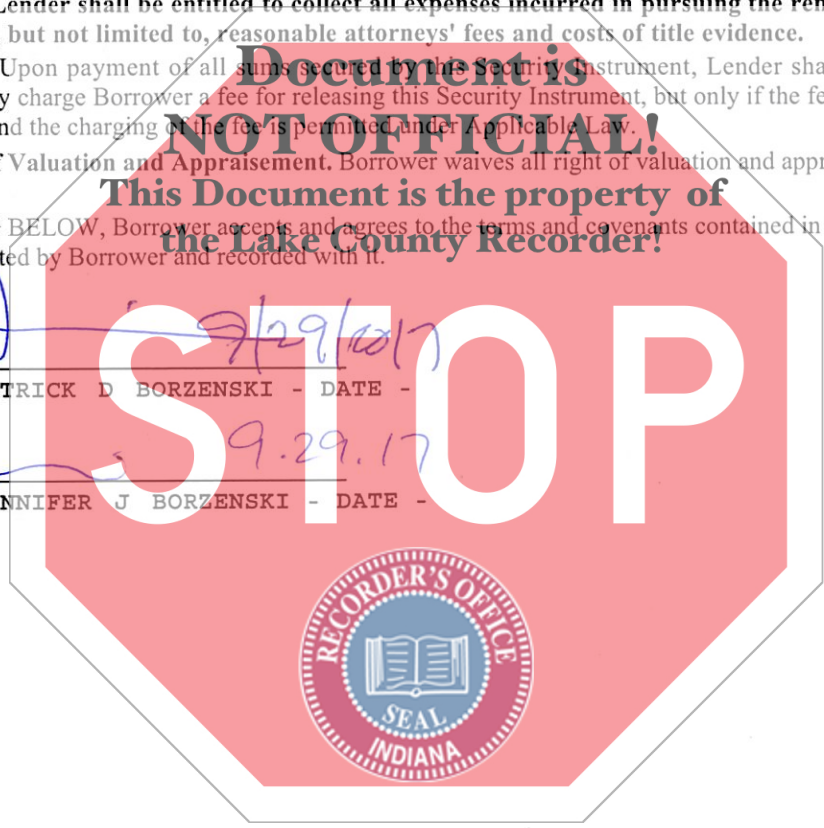 Lender shall be entitled to collect all expenses incurred in pursuing the rem
but not limited to, reasonable attorneys' fees and costs of title evidence.
Document is
Upon payment of all sums secured by this Security Instrument, Lender sha
y charge Borrower a fee for releasing this Security Instrument, but only if the fe
nd the charging of the fee is permitted under Applicable Law.
NOT OFFICIAL!
f Valuation and Appraisement. Borrower waives all right of valuation and appr
This Document is the property of
BELOW, Borrower accepts and agrees to the terms and covenants contained in
the Lake County Recorder!
ted by Borrower and recorded with it.
9/29/2017
TRICK D BORZENSKI - DATE -
STOP
9.29.17
NNIFER J BORZENSKI - DATE -
RECORDER'S OFFICE
SEAL
INDIANA